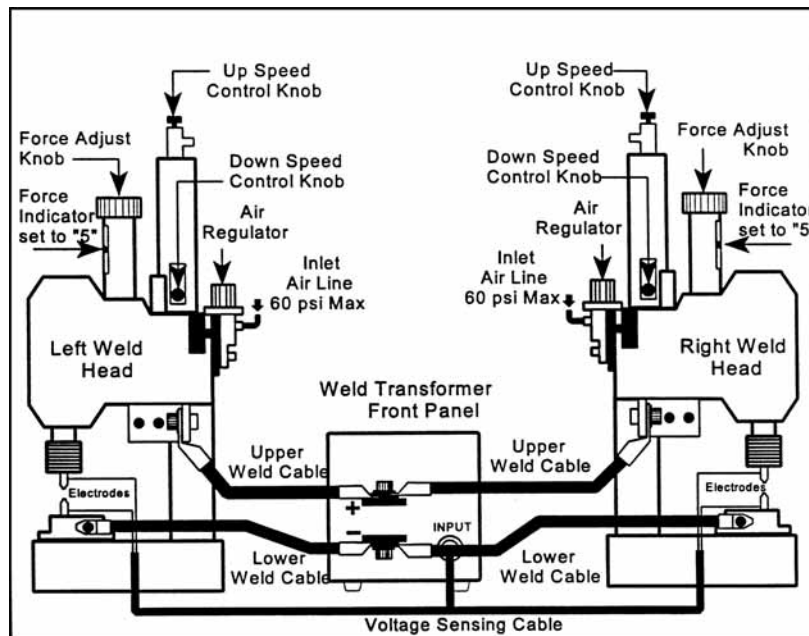 Up Speed
Control Knob
Up Speed
Control Knob
Force Adjust
Knob
Force Adjust
Knob
Down Speed
Control Knob
Down Speed
Control Knob
Force
Indicator
set to "5"
Air
Regulator
Air
Regulator
Force
Indicator
set to "5
Inlet
Air Line
60 psi Max
Inlet
Air Line
60 psi Max
Left Weld
Head
Right Weld
Head
Weld Transformer
Front Panel
Upper
Weld Cable
Upper
Weld Cable
Electrodes
Electrodes
+
−
INPUT
Lower
Weld Cable
Lower
Weld Cable
Voltage Sensing Cable